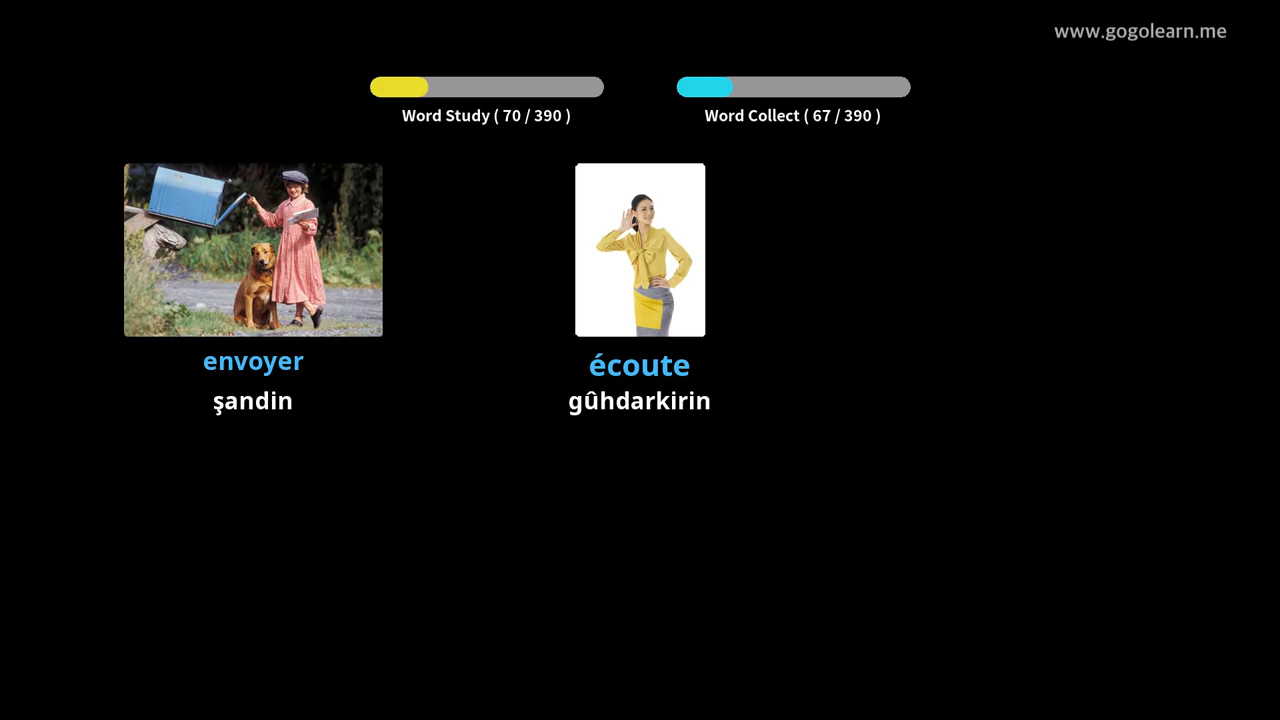 www.gogolearn.me
Word Study ( 70 / 390 )
Word Collect ( 67 / 390 )
envoyer
écoute
şandin
gûhdarkirin